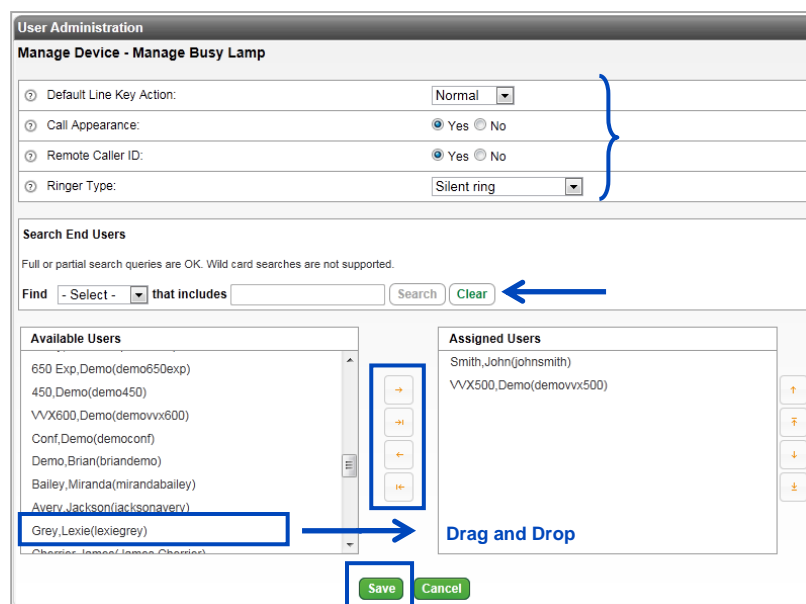 User Administration
Manage Device - Manage Busy Lamp
Default Line Key Action: Normal
Call Appearance: Yes No
Remote Caller ID: Yes No
Ringer Type: Silent ring
Search End Users
Full or partial search queries are OK. Wild card searches are not supported.
Find - Select - that includes Search Clear
Available Users
650 Exp,Demo(demo650exp)
450,Demo(demo450)
VVX600,Demo(demovvx600)
Conf,Demo(democonf)
Demo,Brian(briandemo)
Bailey,Miranda(mirandabailey)
Avery,Jackson(jacksonavery)
Grey,Lexie(lexiegrey)
Cherrier,James(James.Cherrier)
Assigned Users
Smith,John(johnsmith)
VVX500,Demo(demovvx500)
Drag and Drop
Save Cancel